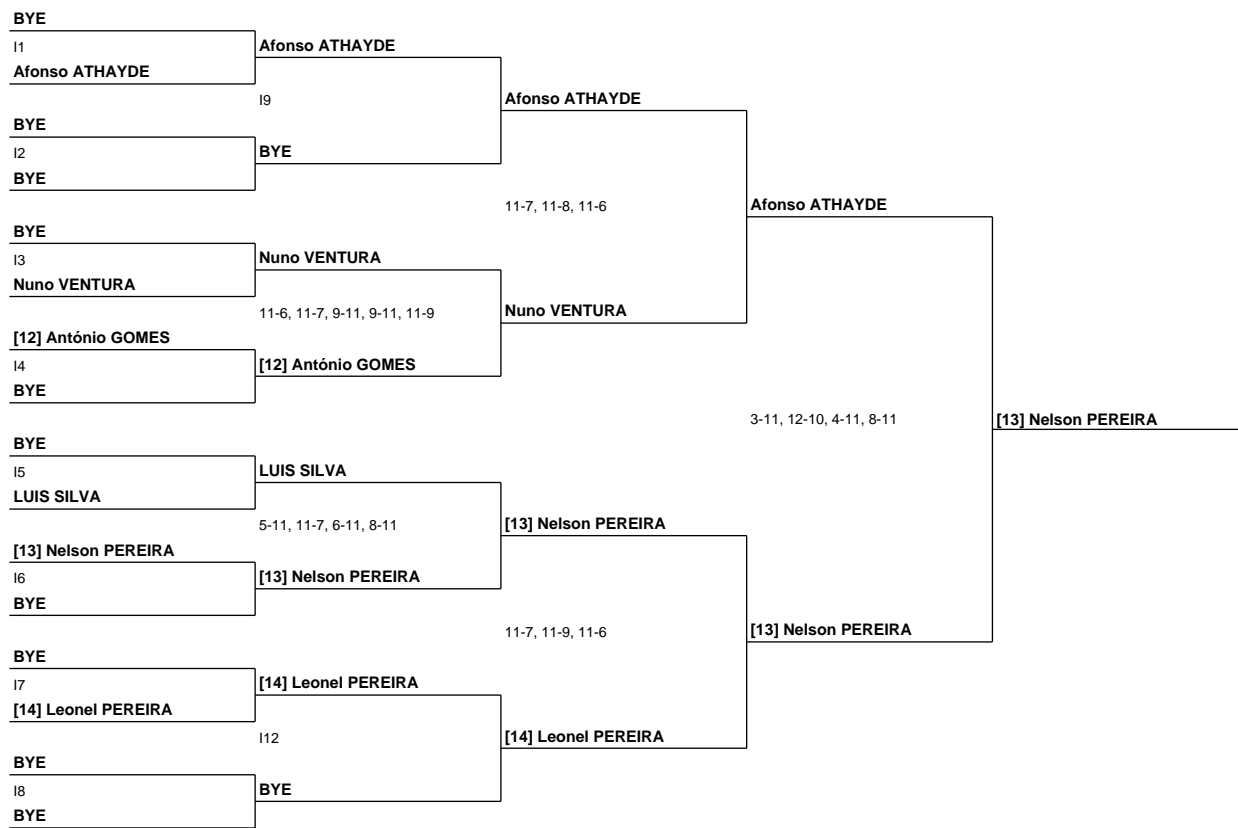 BYE
I1
Afonso ATHAYDE
Afonso ATHAYDE
I9
Afonso ATHAYDE
BYE
I2
BYE
BYE
11-7, 11-8, 11-6
Afonso ATHAYDE
BYE
I3
Nuno VENTURA
Nuno VENTURA
11-6, 11-7, 9-11, 9-11, 11-9
Nuno VENTURA
[12] António GOMES
I4
[12] António GOMES
BYE
3-11, 12-10, 4-11, 8-11
[13] Nelson PEREIRA
BYE
I5
LUIS SILVA
LUIS SILVA
5-11, 11-7, 6-11, 8-11
[13] Nelson PEREIRA
[13] Nelson PEREIRA
I6
[13] Nelson PEREIRA
BYE
11-7, 11-9, 11-6
[13] Nelson PEREIRA
BYE
I7
[14] Leonel PEREIRA
[14] Leonel PEREIRA
I12
[14] Leonel PEREIRA
BYE
I8
BYE
BYE